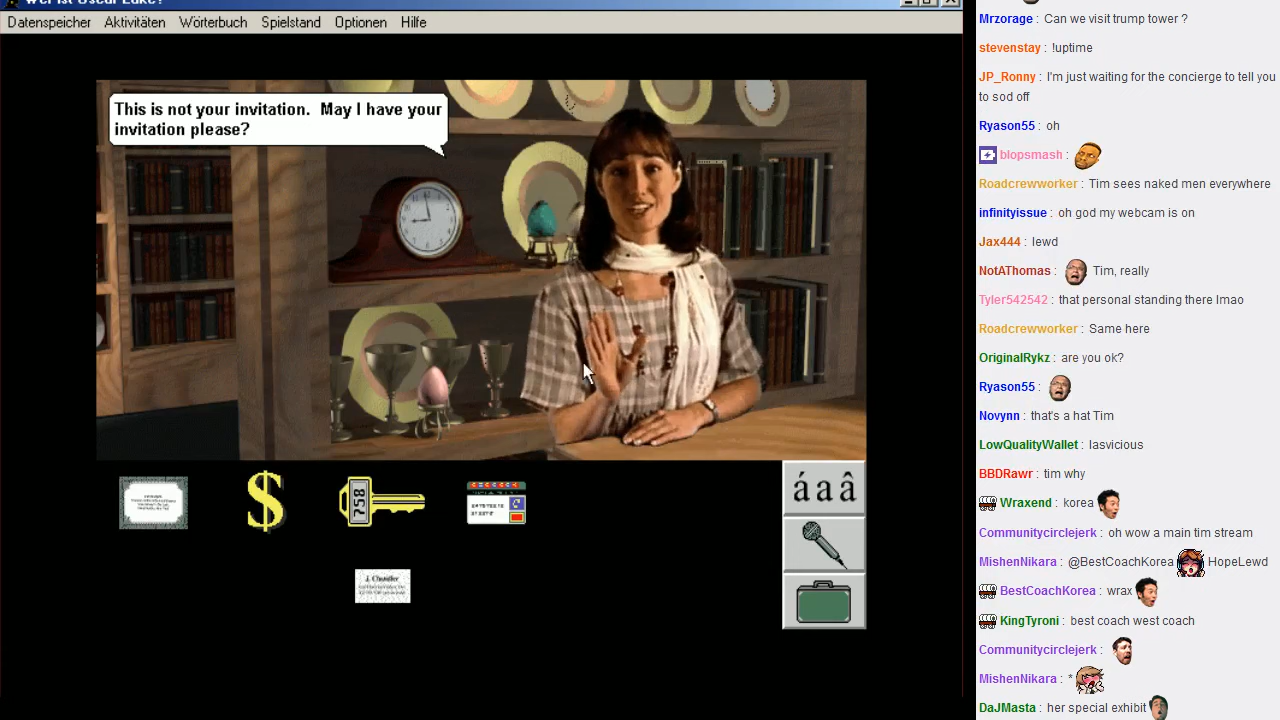 Wer ist Oscar Lake?
Datenspeicher Aktivitäten Wörterbuch Spielstand Optionen Hilfe
This is not your invitation. May I have your
invitation please?
758
J. Chandler
á a â
Mrzorage : Can we visit trump tower ?
stevenstay : !uptime
JP_Ronny : I'm just waiting for the concierge to tell you
to sod off
Ryason55 : oh
blopsmash :
Roadcrewworker : Tim sees naked men everywhere
infinityissue : oh god my webcam is on
Jax444 : lewd
NotAThomas : Tim, really
Tyler542542 : that personal standing there lmao
Roadcrewworker : Same here
OriginalRykz : are you ok?
Ryason55 :
Novynn : that's a hat Tim
LowQualityWallet : lasvicious
BBDRawr : tim why
Wraxend : korea
Communitycirclejerk : oh wow a main tim stream
MishenNikara : @BestCoachKorea HopeLewd
BestCoachKorea : wrax
KingTyroni : best coach west coach
Communitycirclejerk :
MishenNikara : *
DaJMasta : her special exhibit